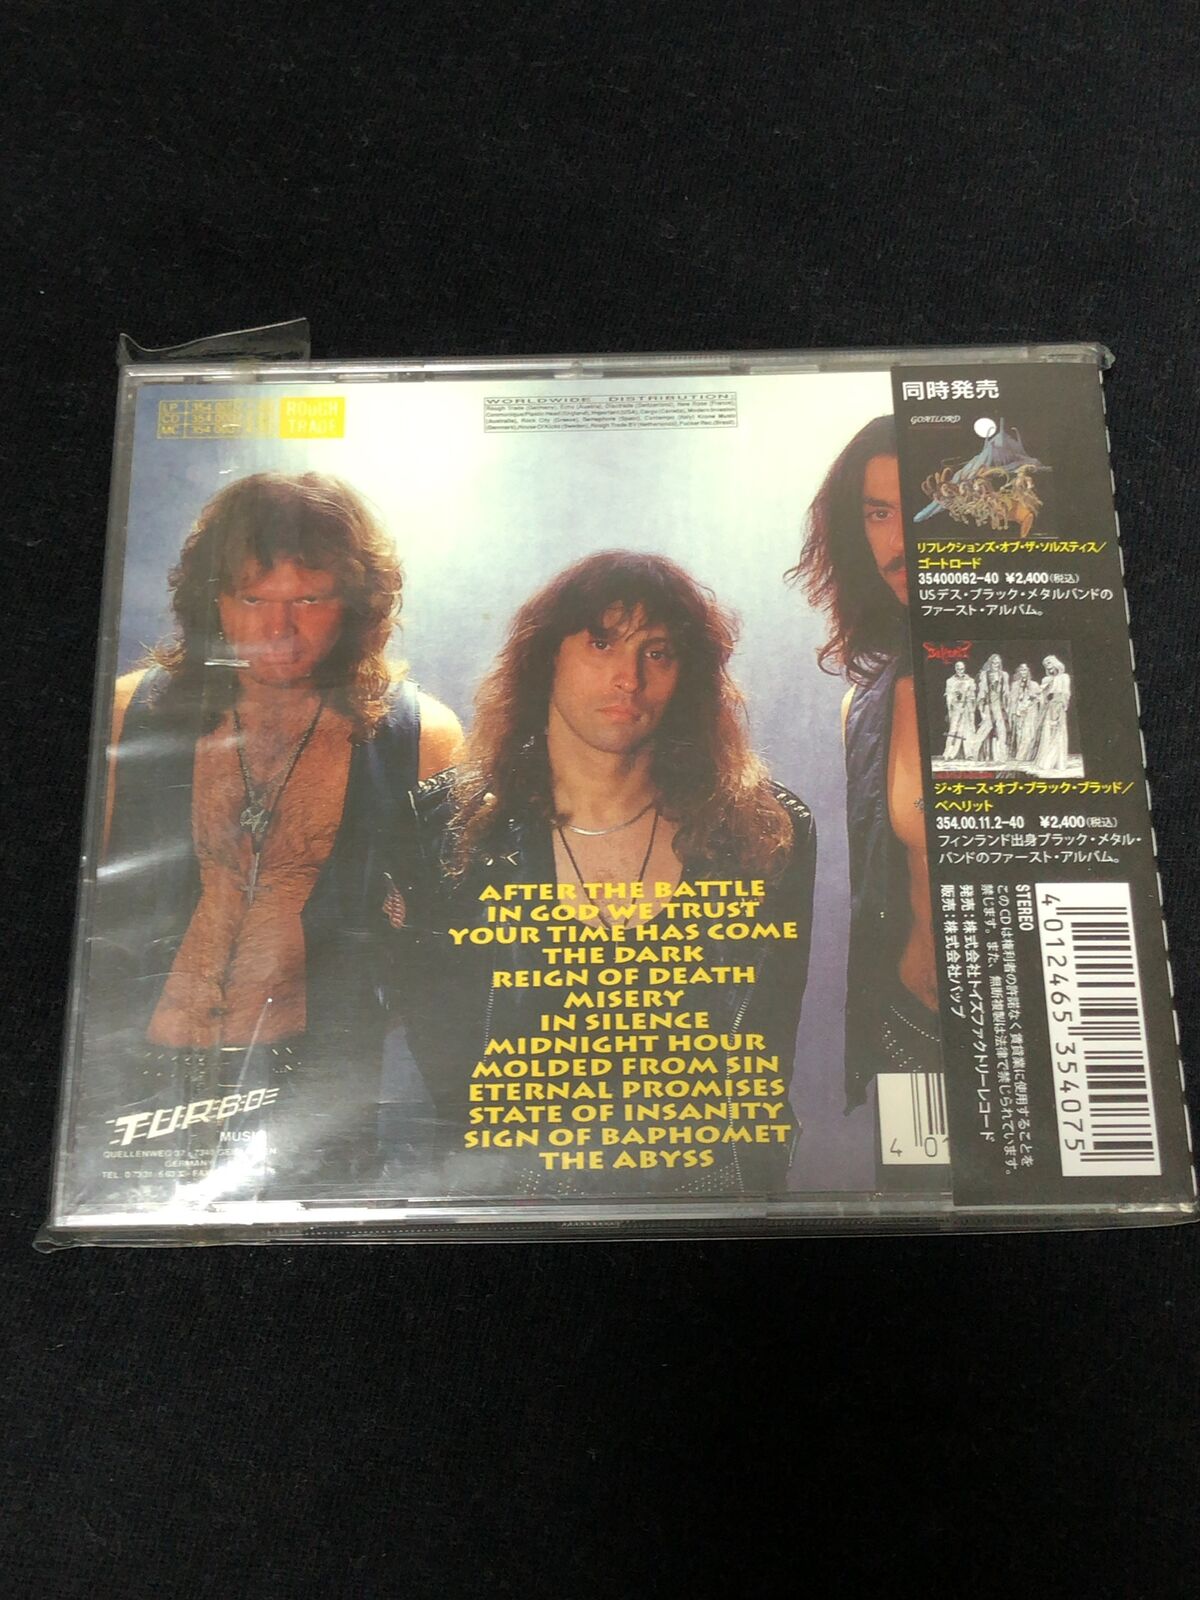 ROUGH
TRADE
LP
CD
MC
WORLDWIDE DISTRIBUTION:
AFTER THE BATTLE
IN GOD WE TRUST
YOUR TIME HAS COME
THE DARK
REIGN OF DEATH
MISERY
IN SILENCE
MIDNIGHT HOUR
MOLDED FROM SIN
ETERNAL PROMISES
STATE OF INSANITY
SIGN OF BAPHOMET
THE ABYSS
TURBO
MUSIC
GERMANY
4 01
同時発売
GOATLORD
リフレクションズ・オブ・ザ・ソルスティス/
ゴートロード
35400062-40 ¥2,400(税込)
USデス・ブラック・メタルバンドの
ファースト・アルバム。
ジ・オース・オブ・ブラック・ブラッド/
ベヘリット
354.00.11.2-40 ¥2,400(税込)
フィンランド出身ブラック・メタル・
バンドのファースト・アルバム。
STEREO
このCDは権利者の許諾なく賃貸業に使用することを
禁じます。また、無断複製は法律で禁じられています。
発売:株式会社トイズファクトリーレコード
販売:株式会社バップ
4 012465 354075